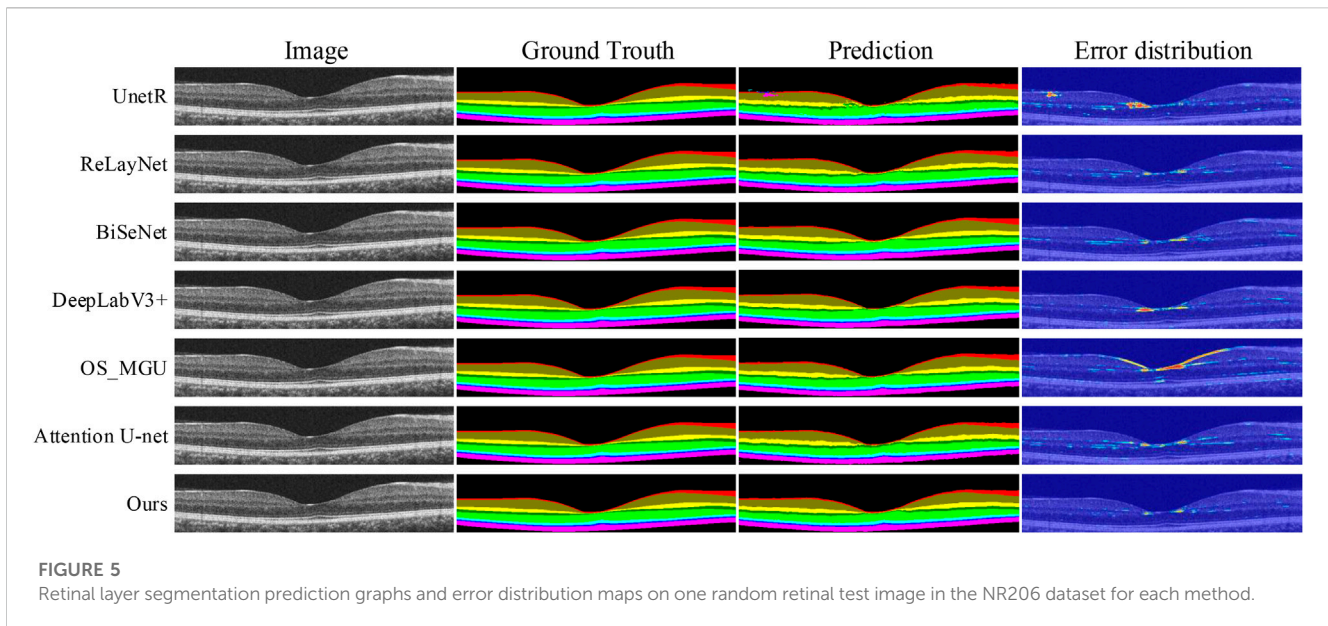 Image Ground Trouth Prediction Error distribution
UnetR
ReLayNet
BiSeNet
DeepLabV3+
OS_MGU
Attention U-net
Ours
FIGURE 5
Retinal layer segmentation prediction graphs and error distribution maps on one random retinal test image in the NR206 dataset for each method.